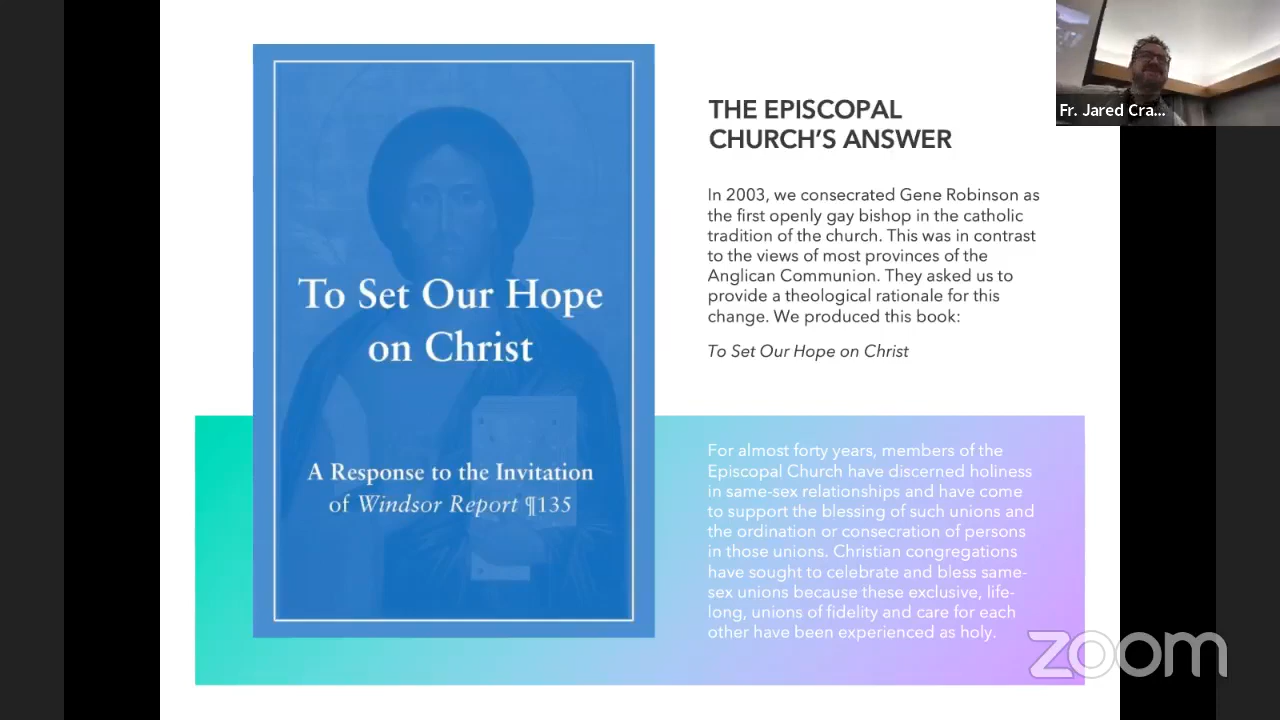 Fr. Jared Cra...
THE EPISCOPAL
CHURCH'S ANSWER
In 2003, we consecrated Gene Robinson as
the first openly gay bishop in the catholic
tradition of the church. This was in contrast
to the views of most provinces of the
Anglican Communion. They asked us to
provide a theological rationale for this
change. We produced this book:
To Set Our Hope on Christ
To Set Our Hope
on Christ
A Response to the Invitation
of Windsor Report ¶135
For almost forty years, members of the
Episcopal Church have discerned holiness
in same-sex relationships and have come
to support the blessing of such unions and
the ordination or consecration of persons
in those unions. Christian congregations
have sought to celebrate and bless same-
sex unions because these exclusive, life-
long, unions of fidelity and care for each
other have been experienced as holy.
zoom